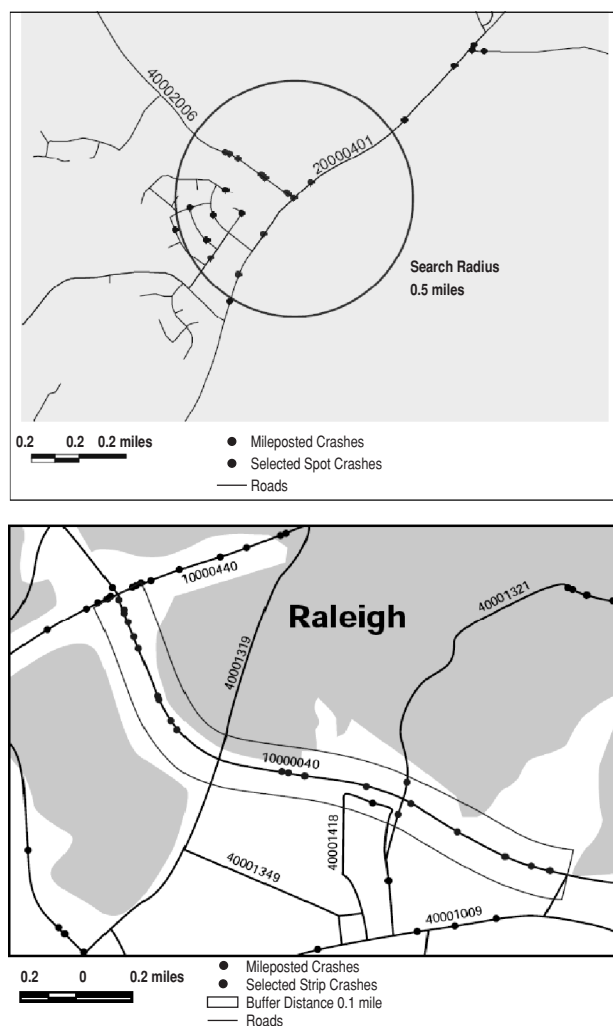 40002006
20000401
Search Radius
0.5 miles
0.2 0.2 0.2 miles
Mileposted Crashes
Selected Spot Crashes
Roads
10000440
40001321
Raleigh
40001319
10000040
40001418
40001349
40001009
0.2 0 0.2 miles
Mileposted Crashes
Selected Strip Crashes
Buffer Distance 0.1 mile
Roads